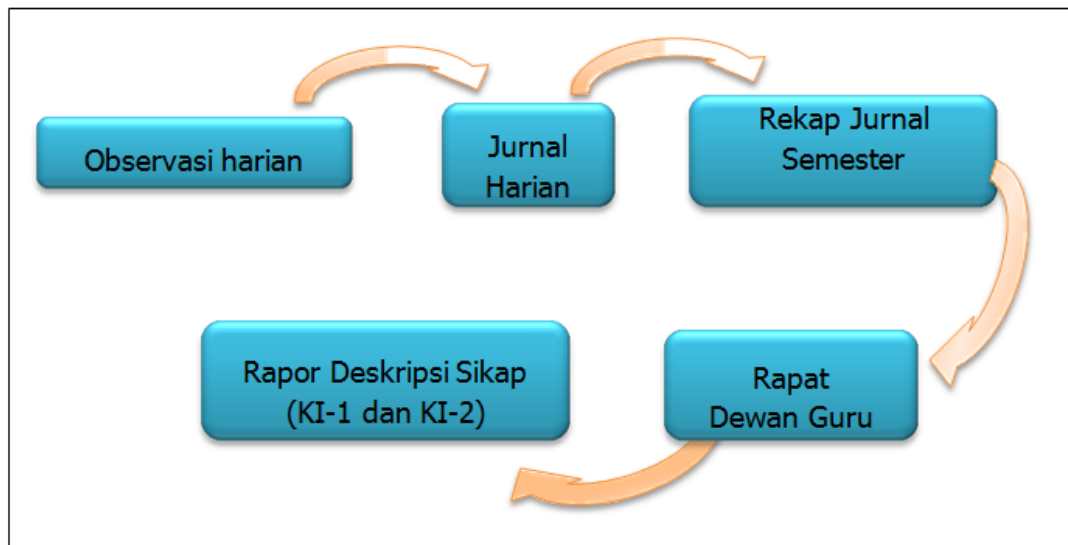 Observasi harian
Jurnal
Harian
Rekap Jurnal
Semester
Rapor Deskripsi Sikap
(KI-1 dan KI-2)
Rapat
Dewan Guru